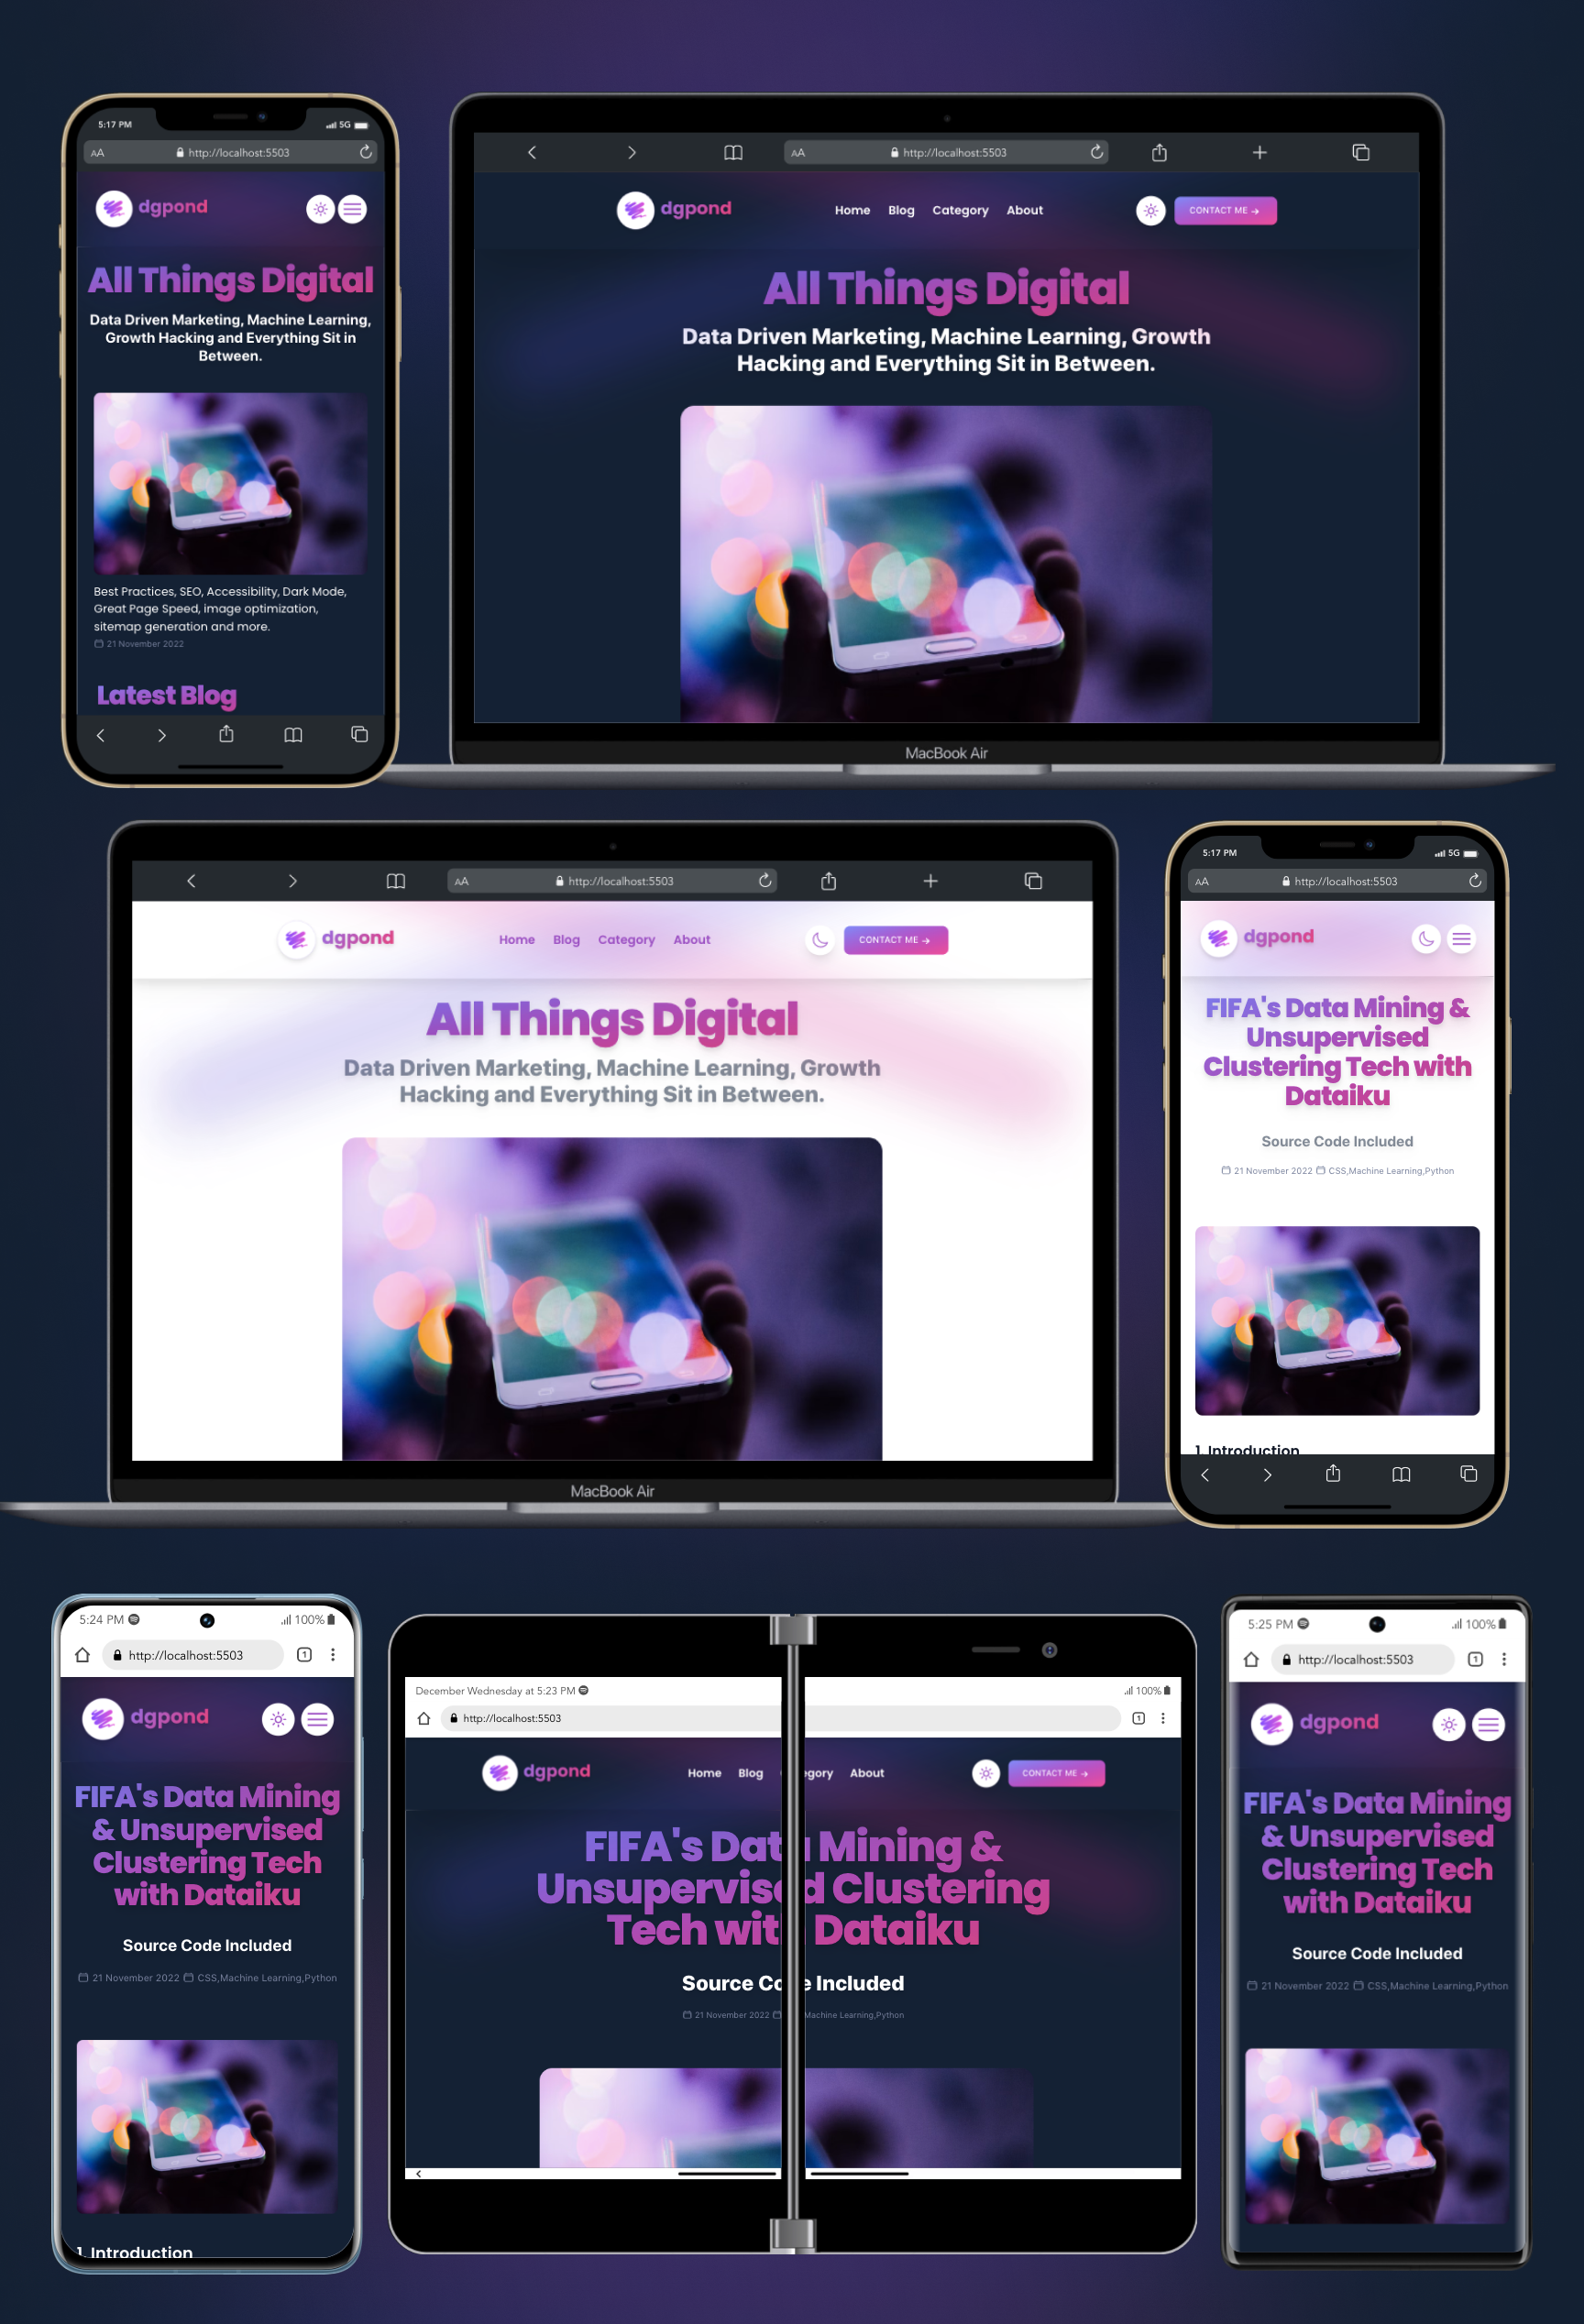 5:17 PM
5G
AA http://localhost:5503
dgpond
All Things Digital
Data Driven Marketing, Machine Learning,
Growth Hacking and Everything Sit in
Between.
Best Practices, SEO, Accessibility, Dark Mode,
Great Page Speed, image optimization,
sitemap generation and more.
21 November 2022
Latest Blog
AA http://localhost:5503
dgpond Home Blog Category About CONTACT ME →
All Things Digital
Data Driven Marketing, Machine Learning, Growth
Hacking and Everything Sit in Between.
MacBook Air
AA http://localhost:5503
dgpond Home Blog Category About CONTACT ME →
All Things Digital
Data Driven Marketing, Machine Learning, Growth
Hacking and Everything Sit in Between.
MacBook Air
5:17 PM
5G
AA http://localhost:5503
dgpond
FIFA's Data Mining &
Unsupervised
Clustering Tech with
Dataiku
Source Code Included
21 November 2022 CSS,Machine Learning,Python
1. Introduction
5:24 PM 100%
http://localhost:5503 1
dgpond
FIFA's Data Mining
& Unsupervised
Clustering Tech
with Dataiku
Source Code Included
21 November 2022 CSS,Machine Learning,Python
1. Introduction
December Wednesday at 5:23 PM 100%
http://localhost:5503 1
dgpond Home Blog egory About CONTACT ME →
FIFA's Data Mining &
Unsupervised Clustering
Tech wit Dataiku
Source Co e Included
21 November 2022 Machine Learning,Python
5:25 PM 100%
http://localhost:5503 1
dgpond
FIFA's Data Mining
& Unsupervised
Clustering Tech
with Dataiku
Source Code Included
21 November 2022 CSS,Machine Learning,Python